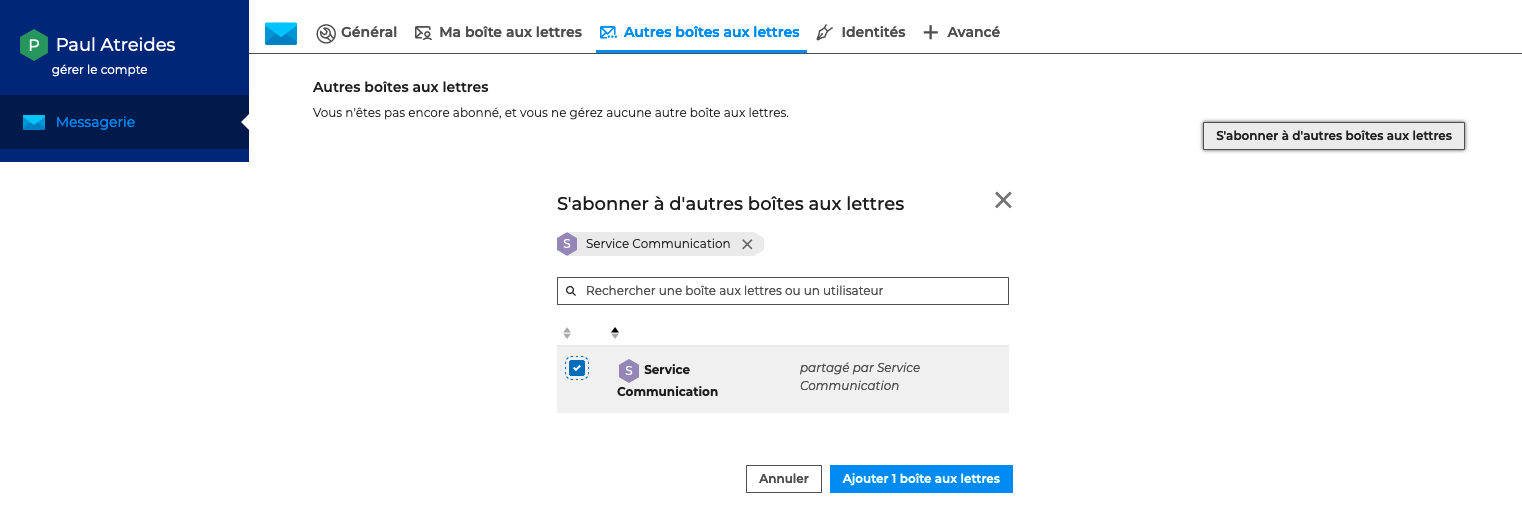 P Paul Atreides
gérer le compte
Messagerie
Général Ma boîte aux lettres Autres boîtes aux lettres Identités Avancé
Autres boîtes aux lettres
Vous n'êtes pas encore abonné, et vous ne gérez aucune autre boîte aux lettres.
S'abonner à d'autres boîtes aux lettres
S'abonner à d'autres boîtes aux lettres
S Service Communication
Rechercher une boîte aux lettres ou un utilisateur
S Service
Communication
partagé par Service
Communication
Annuler
Ajouter 1 boîte aux lettres